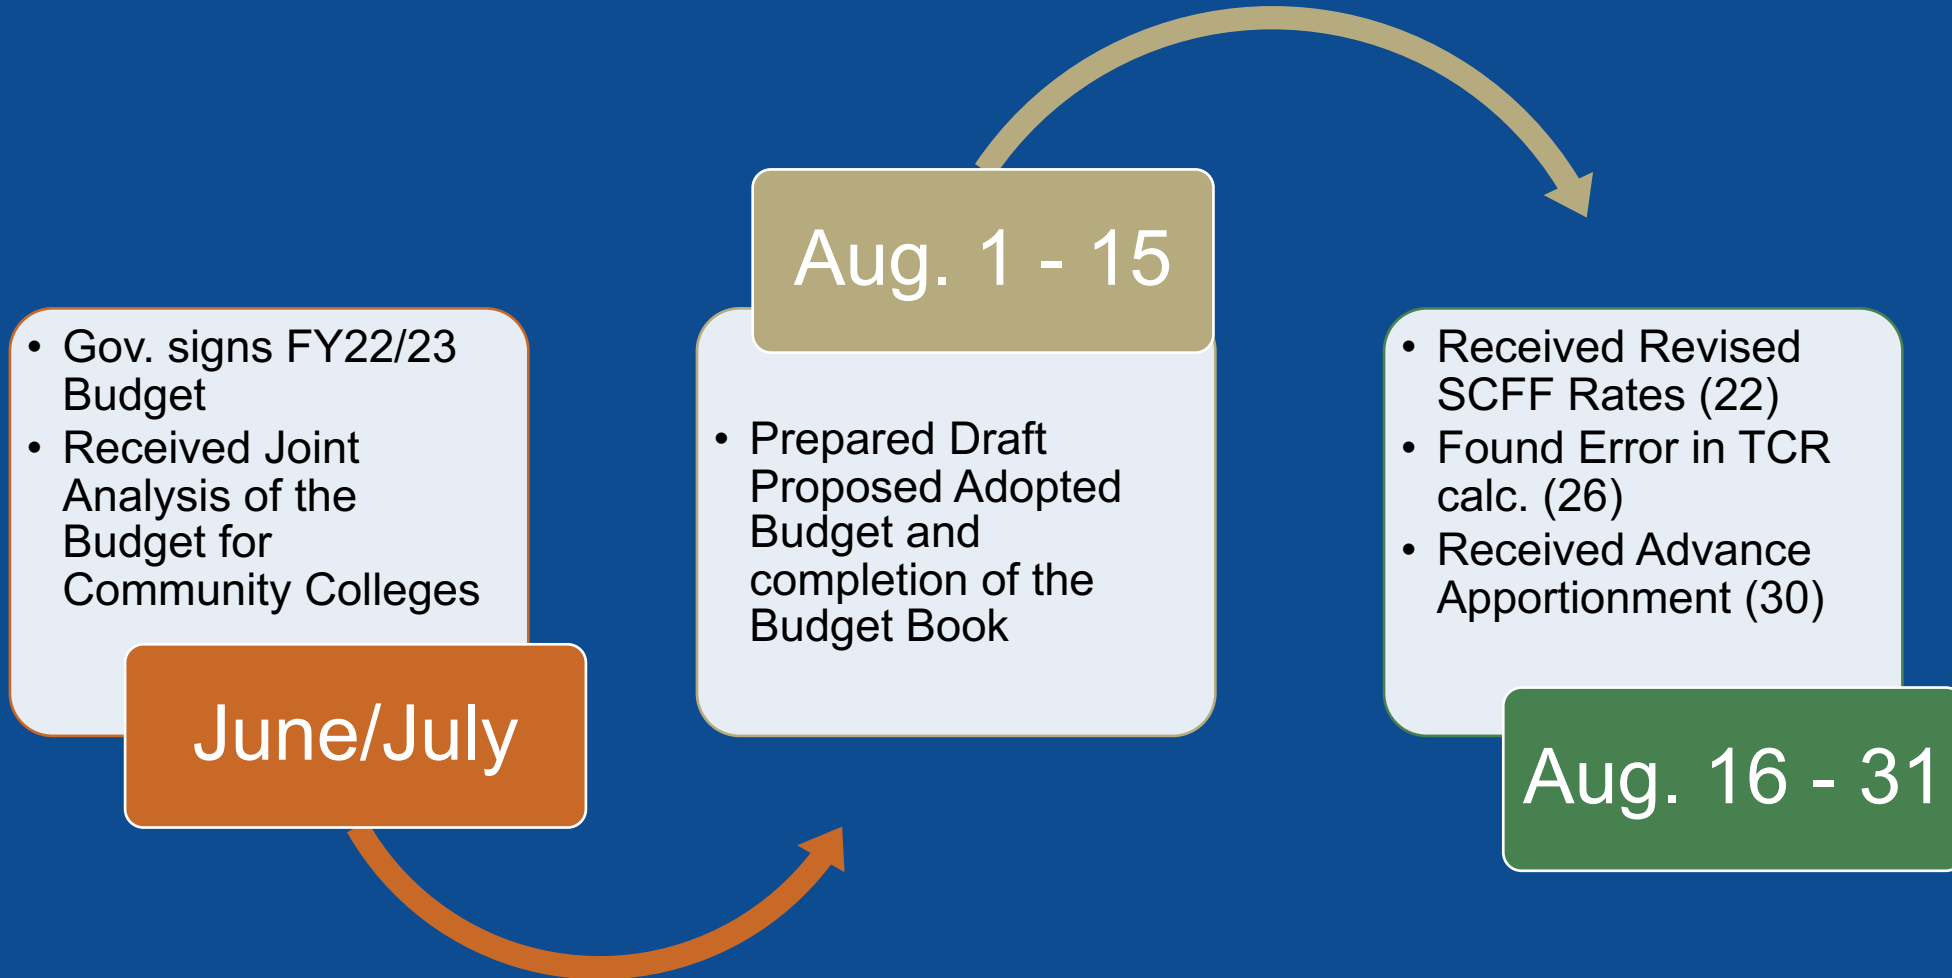 • Gov. signs FY22/23
Budget
• Received Joint
Analysis of the
Budget for
Community Colleges
June/July
Aug. 1 - 15
• Prepared Draft
Proposed Adopted
Budget and
completion of the
Budget Book
• Received Revised
SCFF Rates (22)
• Found Error in TCR
calc. (26)
• Received Advance
Apportionment (30)
Aug. 16 - 31